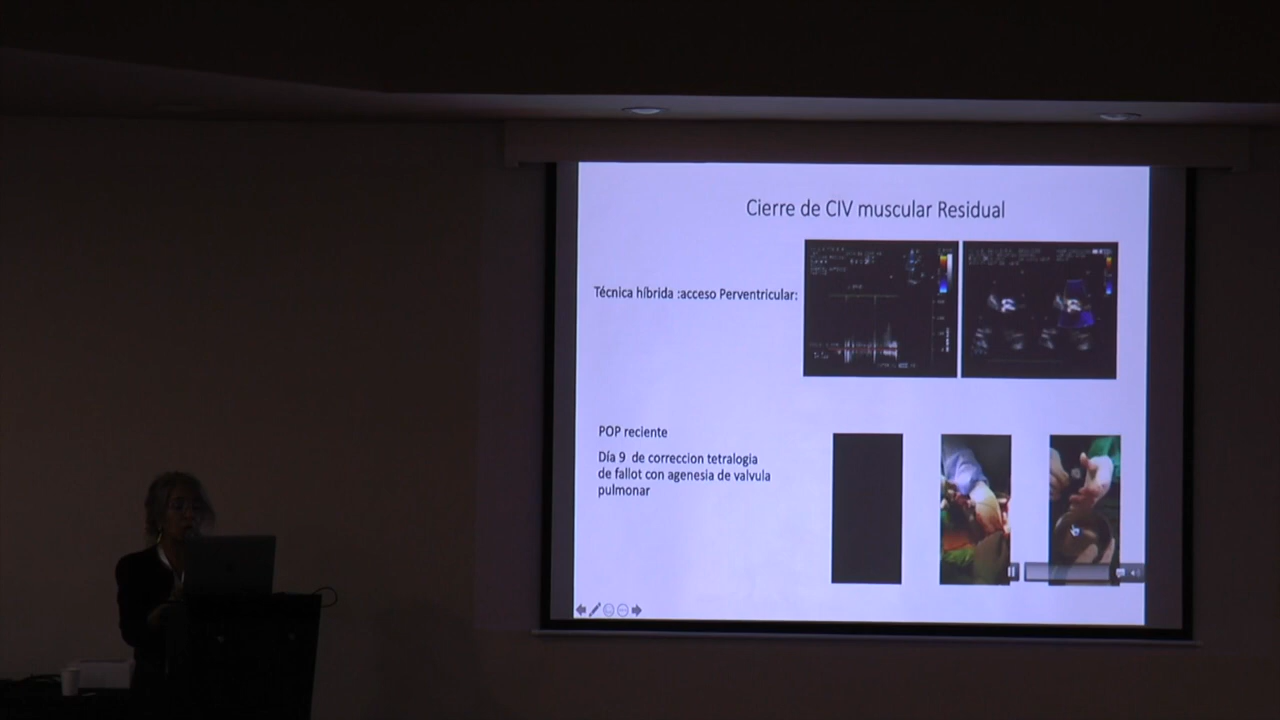 Cierre de CIV muscular Residual
Técnica híbrida :acceso Perventricular:
POP reciente
Día 9 de correccion tetralogia
de fallot con agenesia de valvula
pulmonar